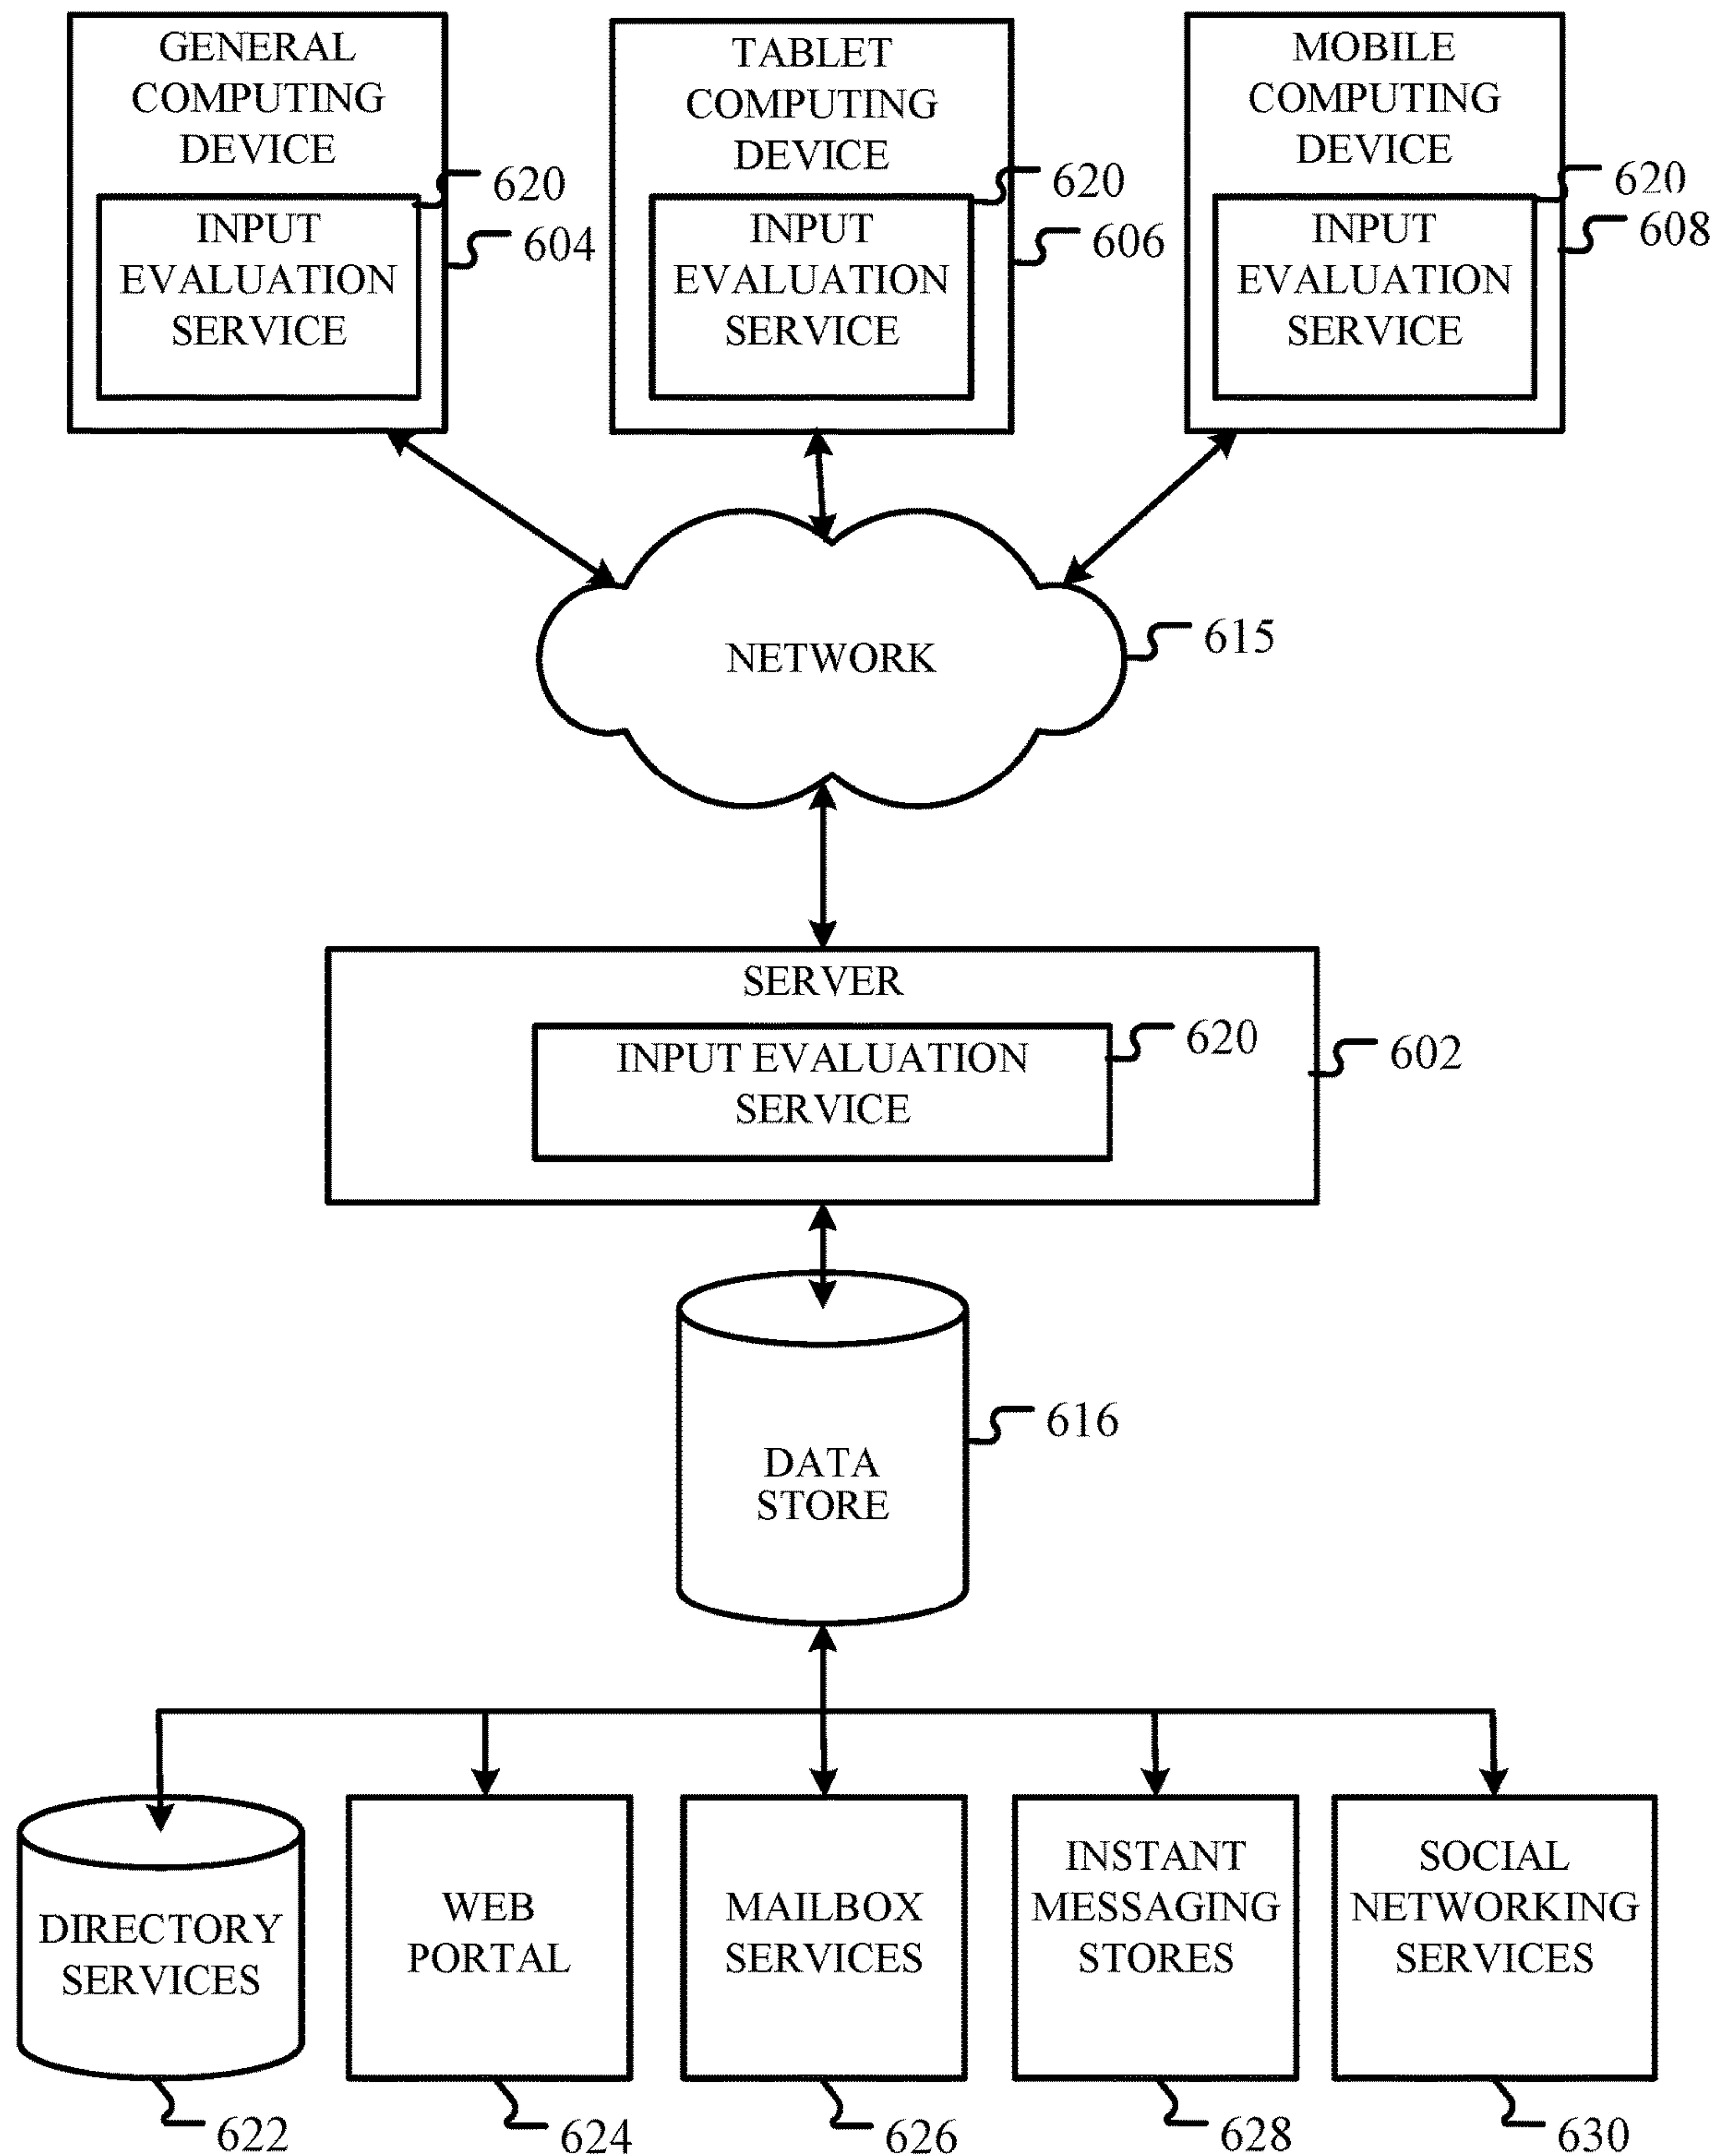 GENERAL
COMPUTING
DEVICE
620
INPUT
EVALUATION
SERVICE
604
TABLET
COMPUTING
DEVICE
620
INPUT
EVALUATION
SERVICE
606
MOBILE
COMPUTING
DEVICE
620
INPUT
EVALUATION
SERVICE
608
NETWORK
615
SERVER
INPUT EVALUATION
SERVICE
620
602
DATA
STORE
616
DIRECTORY
SERVICES
622
WEB
PORTAL
624
MAILBOX
SERVICES
626
INSTANT
MESSAGING
STORES
628
SOCIAL
NETWORKING
SERVICES
630